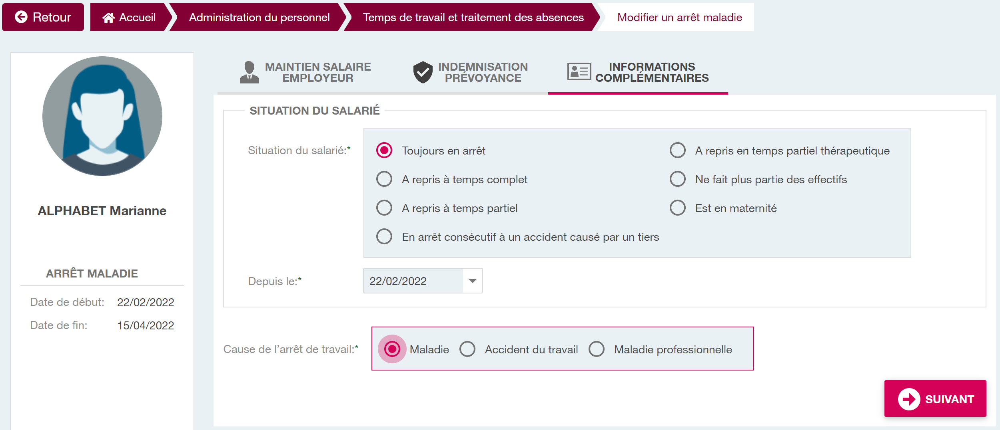 Retour
Accueil
Administration du personnel
Temps de travail et traitement des absences
Modifier un arrêt maladie
ALPHABET Marianne
ARRÊT MALADIE
Date de début: 22/02/2022
Date de fin: 15/04/2022
MAINTIEN SALAIRE
EMPLOYEUR
INDEMNISATION
PRÉVOYANCE
INFORMATIONS
COMPLÉMENTAIRES
SITUATION DU SALARIÉ
Situation du salarié:*
Toujours en arrêt
A repris en temps partiel thérapeutique
A repris à temps complet
Ne fait plus partie des effectifs
A repris à temps partiel
Est en maternité
En arrêt consécutif à un accident causé par un tiers
Depuis le:* 22/02/2022
Cause de l’arrêt de travail:* Maladie Accident du travail Maladie professionnelle
SUIVANT